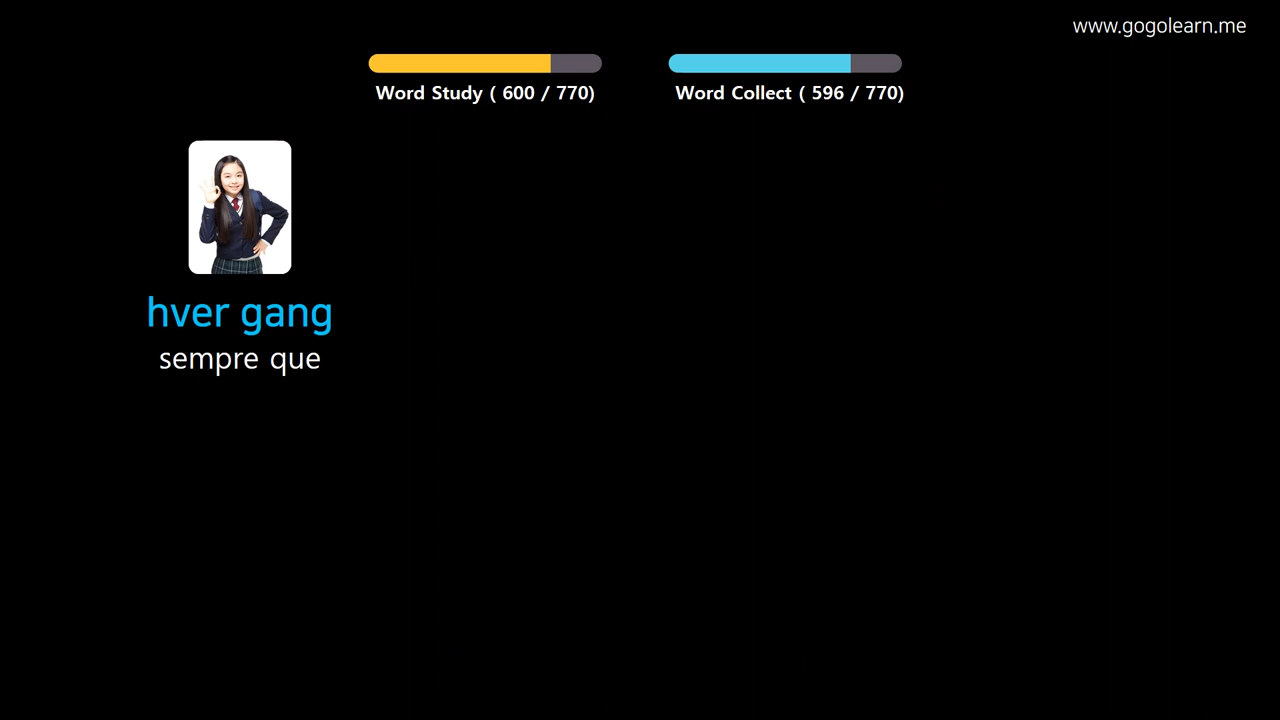 www.gogolearn.me
Word Study ( 600 / 770)
Word Collect ( 596 / 770)
hver gang
sempre que